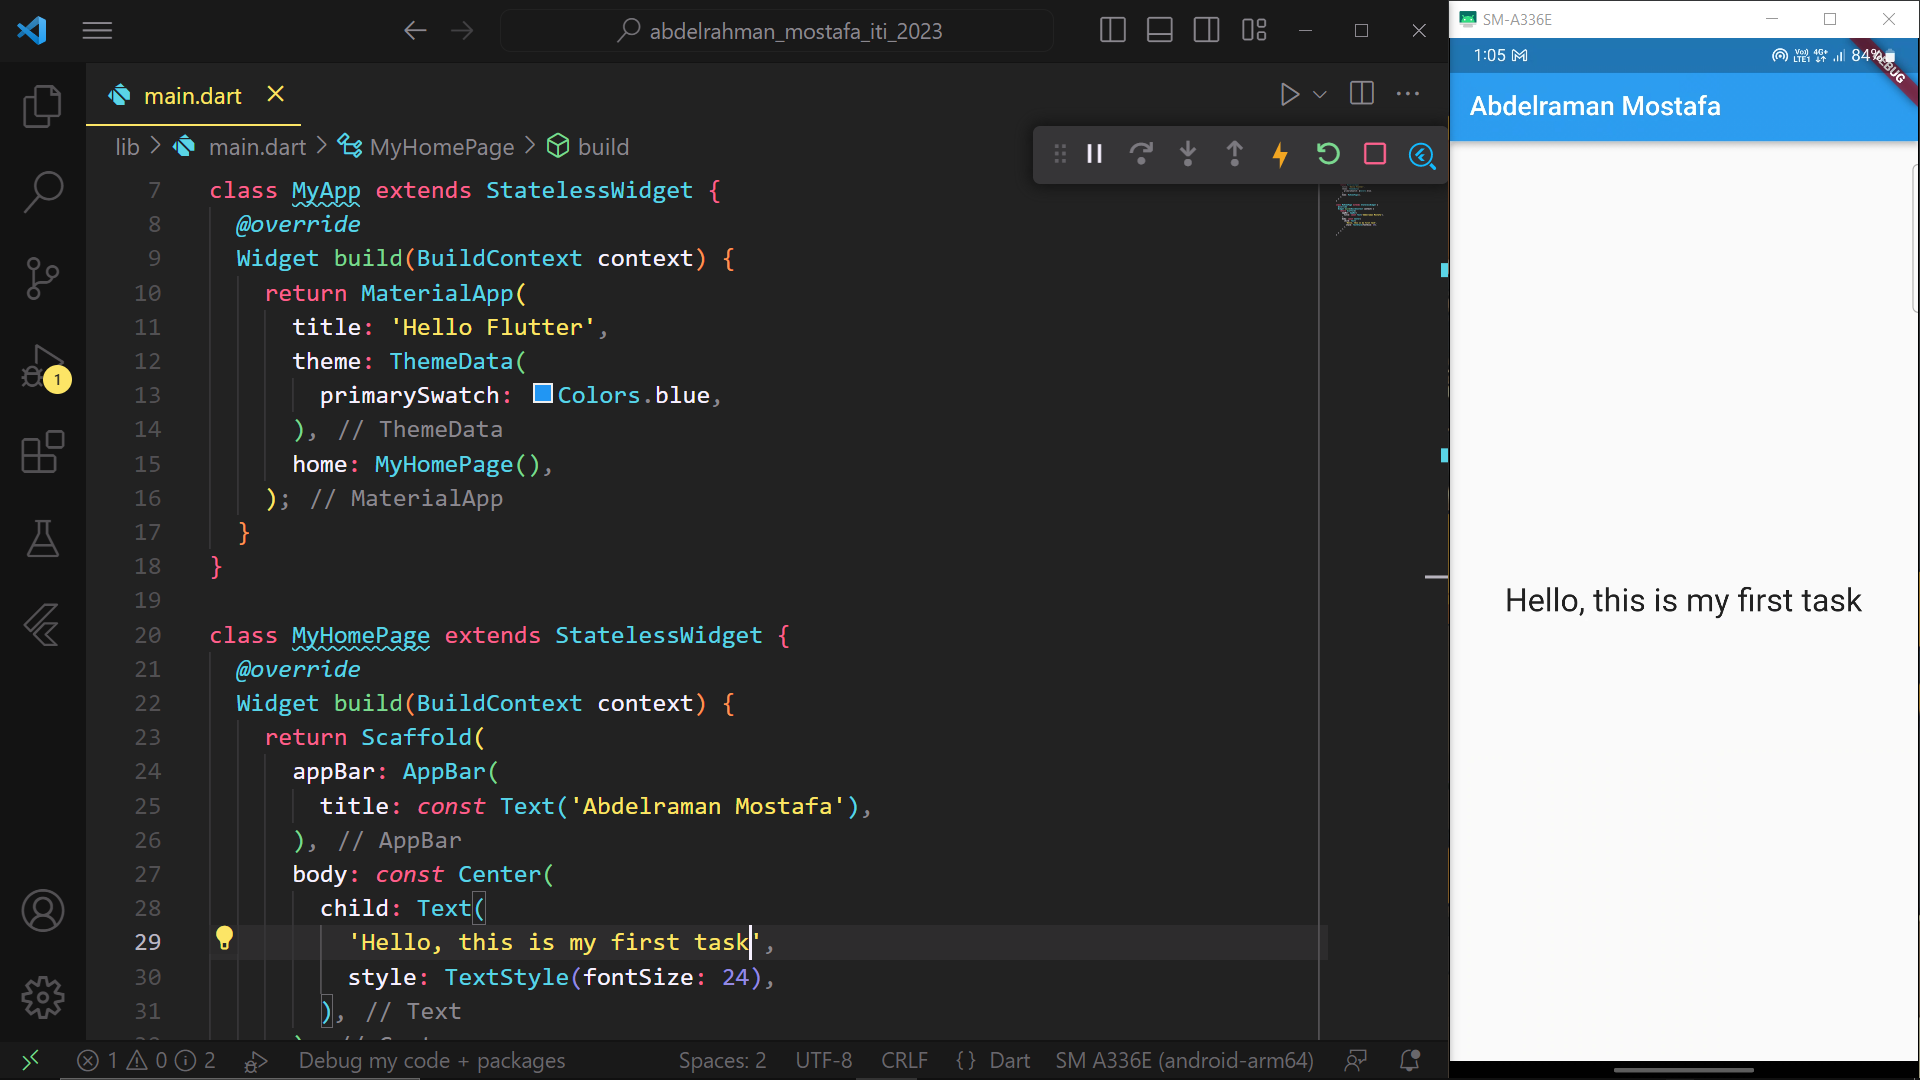 abdelrahman_mostafa_iti_2023
main.dart
lib > main.dart > MyHomePage > build
7 class MyApp extends StatelessWidget {
8 @override
9 Widget build(BuildContext context) {
10 return MaterialApp(
11 title: 'Hello Flutter',
12 theme: ThemeData(
13 primarySwatch: Colors.blue,
14 ), // ThemeData
15 home: MyHomePage(),
16 ); // MaterialApp
17 }
18 }
19
20 class MyHomePage extends StatelessWidget {
21 @override
22 Widget build(BuildContext context) {
23 return Scaffold(
24 appBar: AppBar(
25 title: const Text('Abdelraman Mostafa'),
26 ), // AppBar
27 body: const Center(
28 child: Text(
29 'Hello, this is my first task',
30 style: TextStyle(fontSize: 24),
31 ), // Text
1
1 0 2 Debug my code + packages Spaces: 2 UTF-8 CRLF {} Dart SM A336E (android-arm64)
SM-A336E
1:05 Vo) LTE1 4G+ 84%
DEBUG
Abdelraman Mostafa
Hello, this is my first task